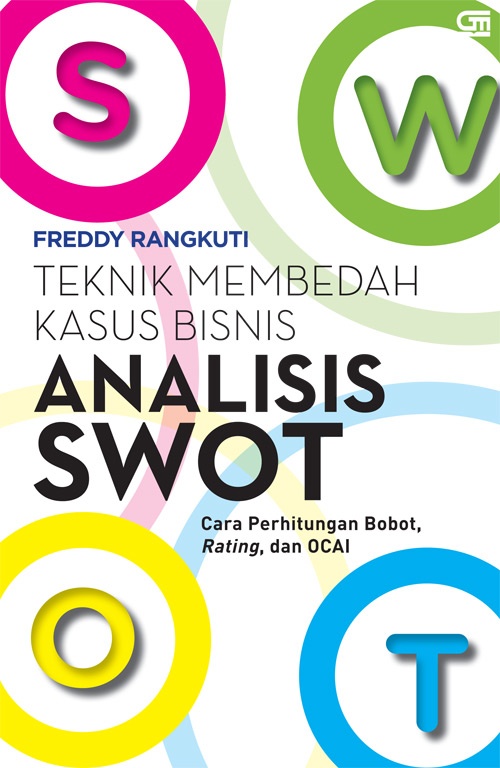 S W
FREDDY RANGKUTI
TEKNIK MEMBEDAH
KASUS BISNIS
ANALISIS
SWOT
Cara Perhitungan Bobot,
Rating, dan OCAI
O T